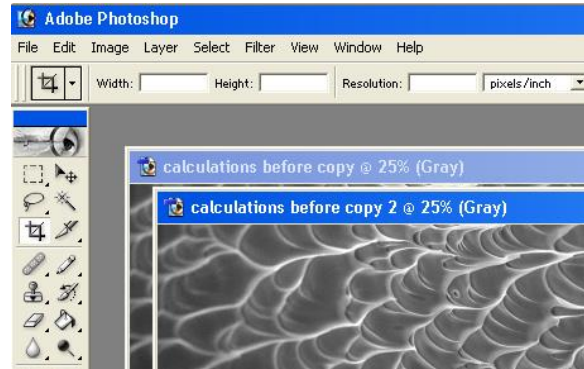 Adobe Photoshop
File Edit Image Layer Select Filter View Window Help
Width: Height: Resolution: pixels/inch
calculations before copy @ 25% (Gray)
calculations before copy 2 @ 25% (Gray)